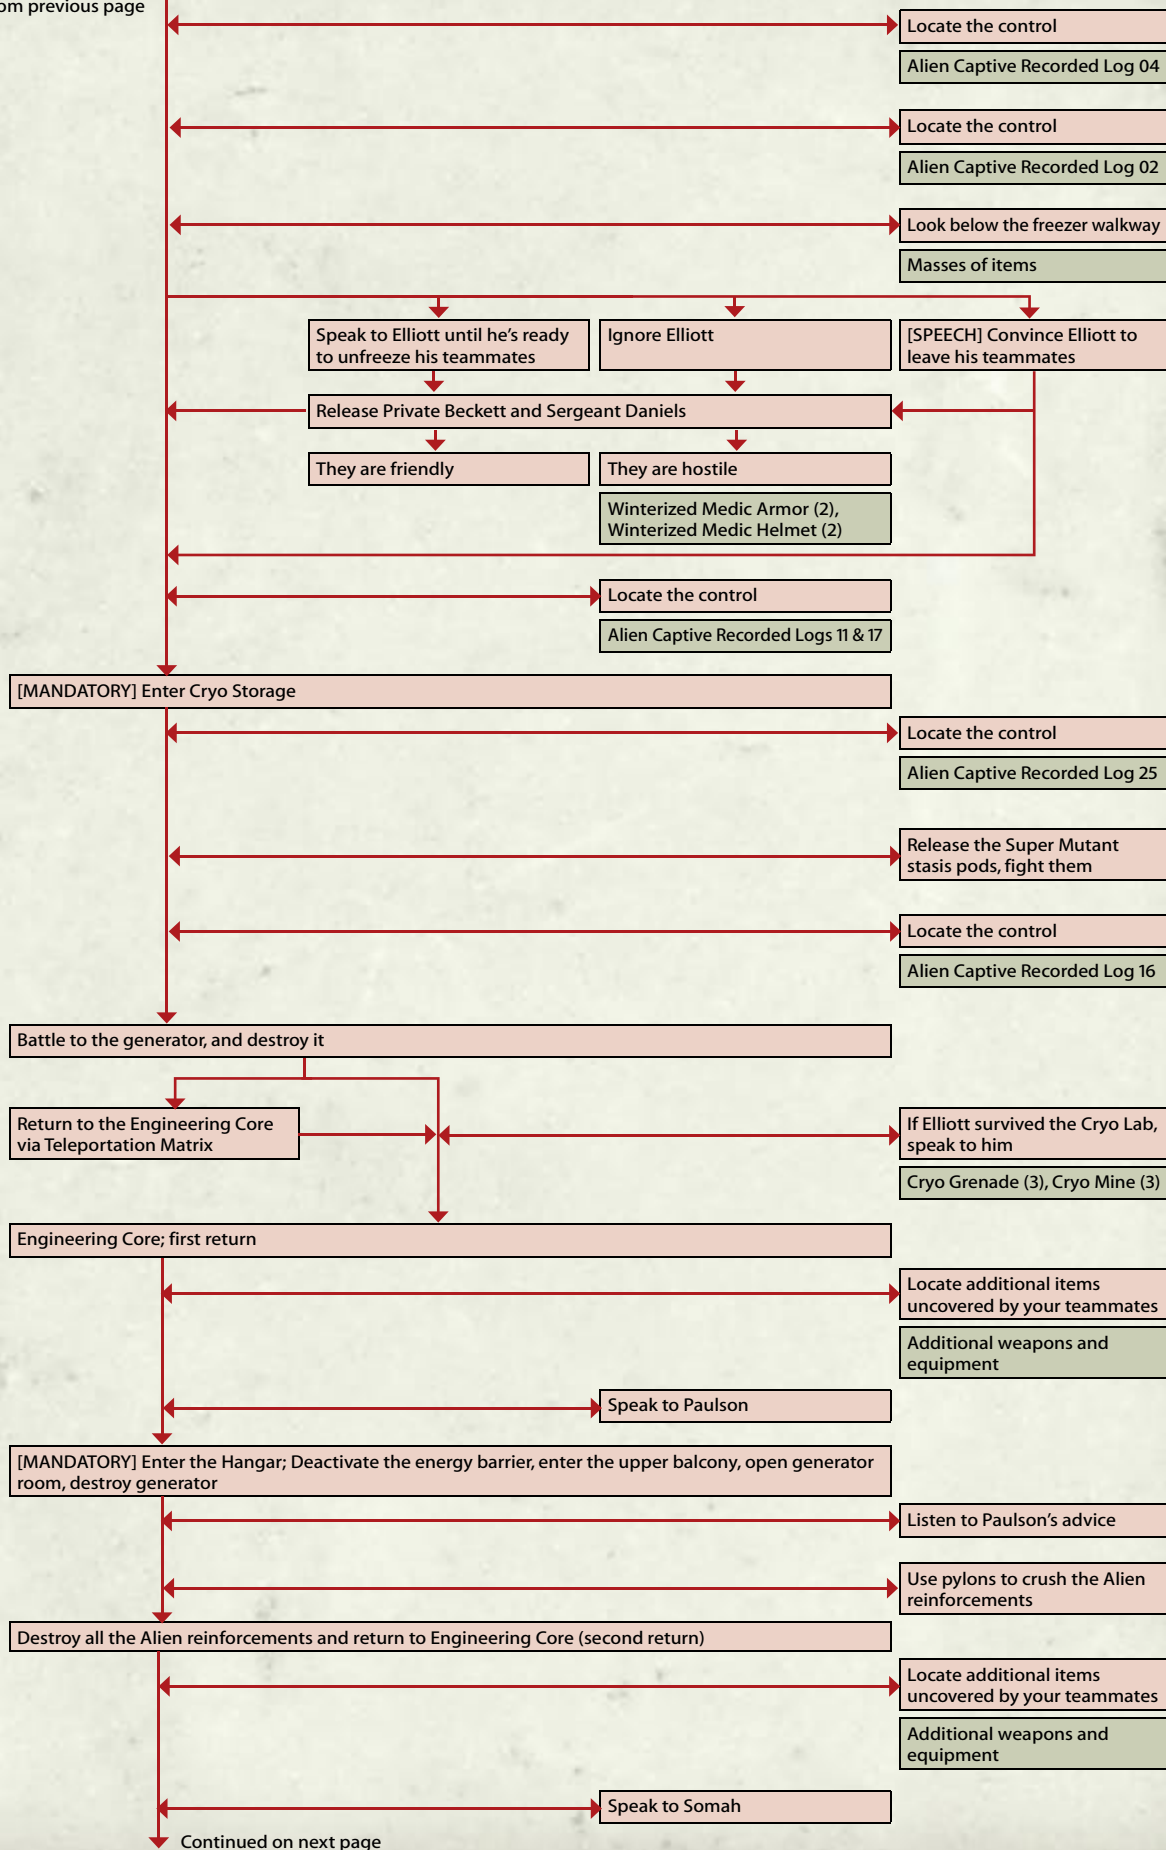 om previous page
Locate the control
Alien Captive Recorded Log 04
Locate the control
Alien Captive Recorded Log 02
Look below the freezer walkway
Masses of items
Speak to Elliott until he's ready
to unfreeze his teammates
Ignore Elliott
[SPEECH] Convince Elliott to
leave his teammates
Release Private Beckett and Sergeant Daniels
They are friendly
They are hostile
Winterized Medic Armor (2),
Winterized Medic Helmet (2)
Locate the control
Alien Captive Recorded Logs 11 & 17
[MANDATORY] Enter Cryo Storage
Locate the control
Alien Captive Recorded Log 25
Release the Super Mutant
stasis pods, fight them
Locate the control
Alien Captive Recorded Log 16
Battle to the generator, and destroy it
Return to the Engineering Core
via Teleportation Matrix
If Elliott survived the Cryo Lab,
speak to him
Cryo Grenade (3), Cryo Mine (3)
Engineering Core; first return
Locate additional items
uncovered by your teammates
Additional weapons and
equipment
Speak to Paulson
[MANDATORY] Enter the Hangar; Deactivate the energy barrier, enter the upper balcony, open generator
room, destroy generator
Listen to Paulson's advice
Use pylons to crush the Alien
reinforcements
Destroy all the Alien reinforcements and return to Engineering Core (second return)
Locate additional items
uncovered by your teammates
Additional weapons and
equipment
Speak to Somah
Continued on next page